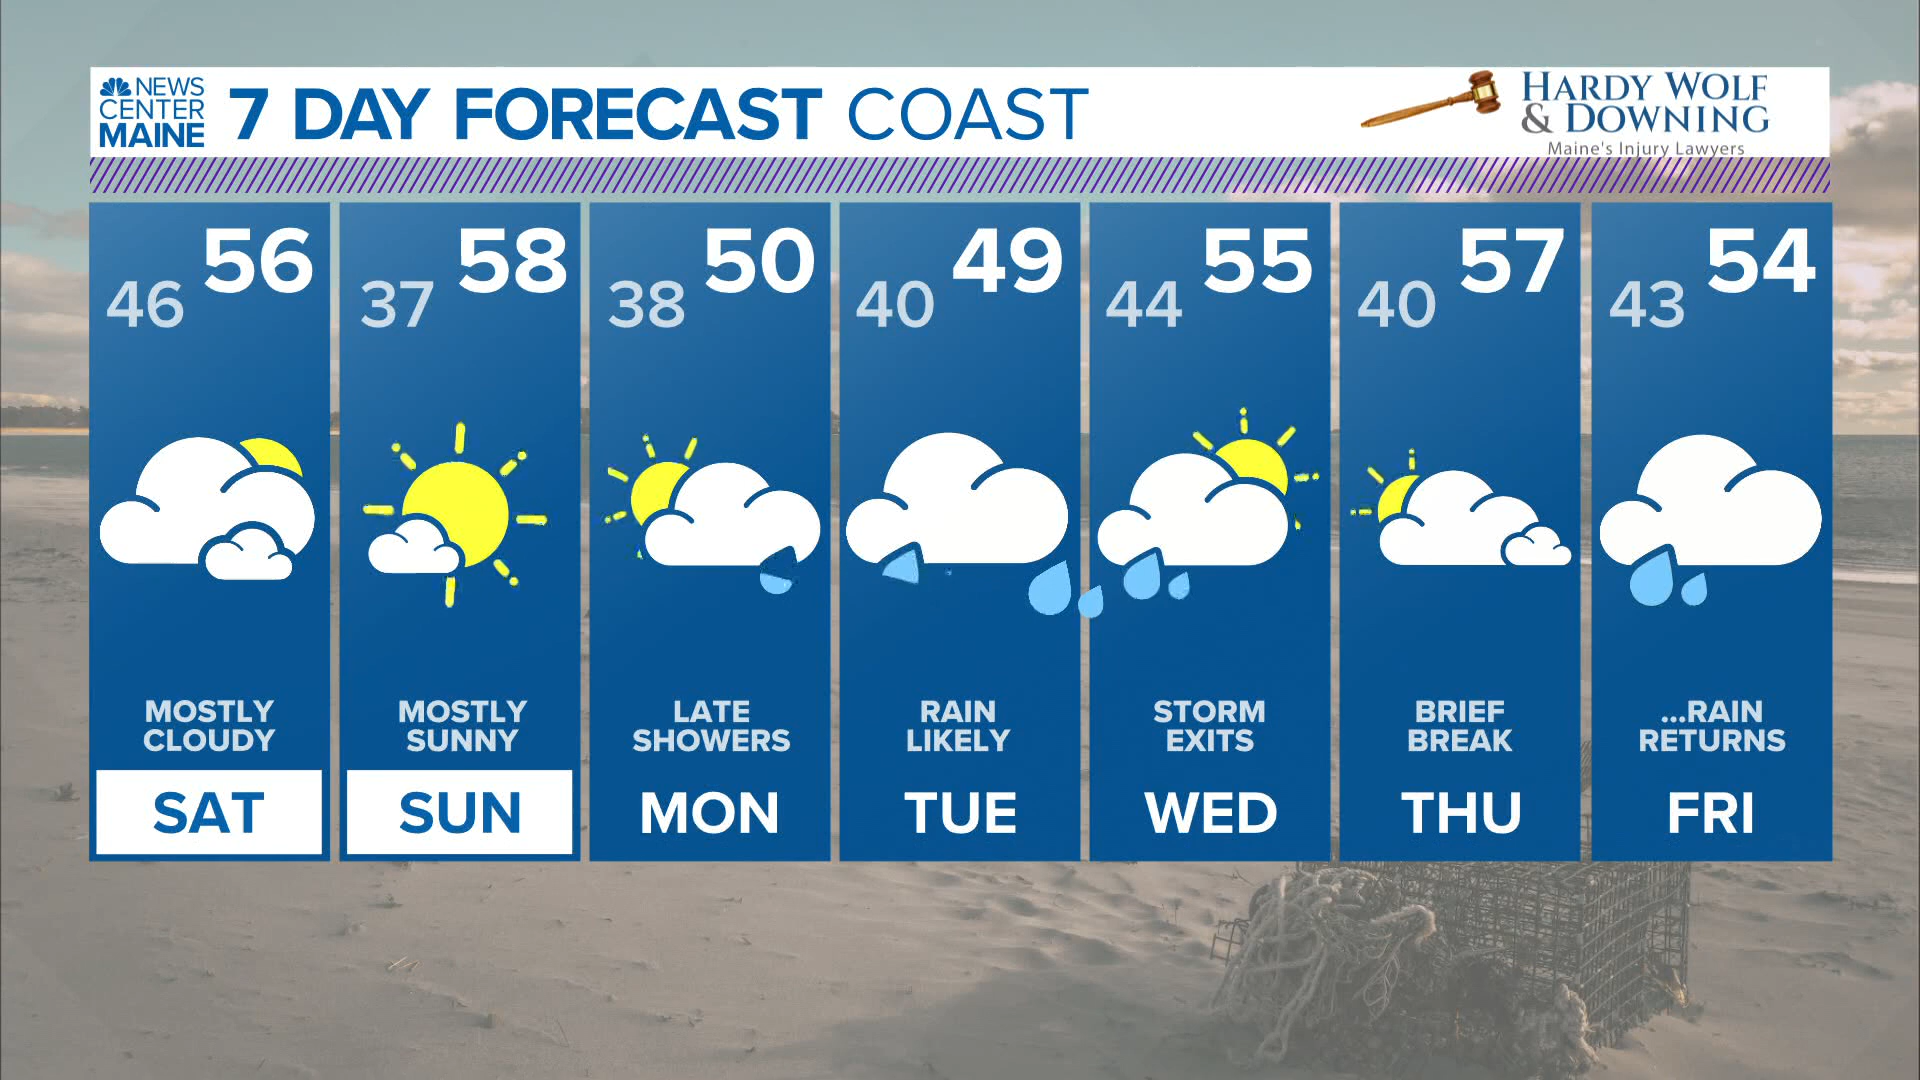 NEWS
CENTER
MAINE
7 DAY FORECAST COAST
HARDY WOLF
& DOWNING
Maine's Injury Lawyers
46 56
MOSTLY
CLOUDY
SAT
37 58
MOSTLY
SUNNY
SUN
38 50
LATE
SHOWERS
MON
40 49
RAIN
LIKELY
TUE
44 55
STORM
EXITS
WED
40 57
BRIEF
BREAK
THU
43 54
...RAIN
RETURNS
FRI